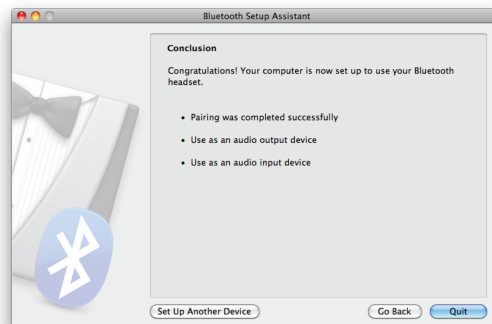 Bluetooth Setup Assistant
Conclusion
Congratulations! Your computer is now set up to use your Bluetooth
headset.
• Pairing was completed successfully
• Use as an audio output device
• Use as an audio input device
Set Up Another Device
Go Back
Quit